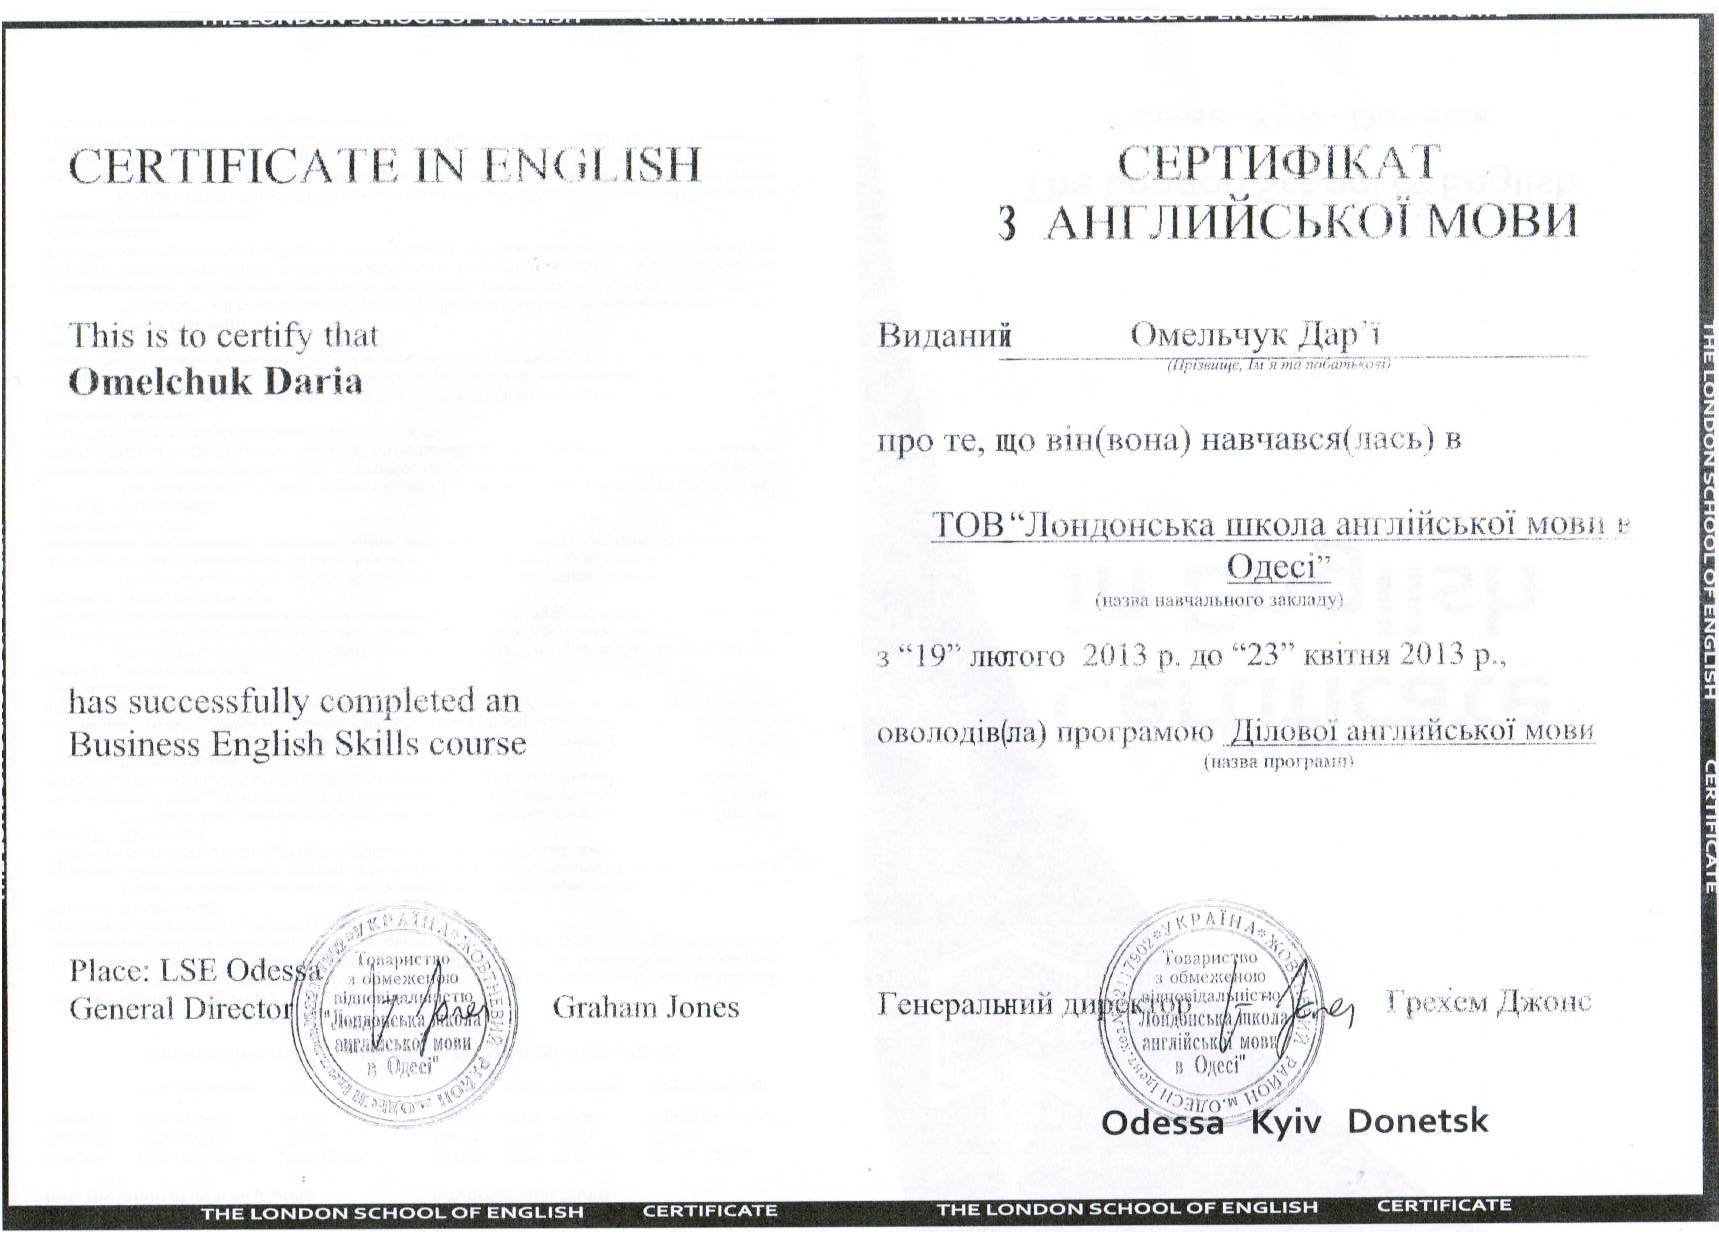 THE LONDON SCHOOL OF ENGLISH CERTIFICATE
THE LONDON SCHOOL OF ENGLISH CERTIFICATE
CERTIFICATE IN ENGLISH
This is to certify that
Omelchuk Daria
has successfully completed an
Business English Skills course
Place: LSE Odessa
General Director Graham Jones
УКРАЇНА * ЖОВТНЕВИЙ РАЙОН м.ОДЕСИ
Товариство
з обмеженою
відповідальністю
"Лондонська школа
англійської мови
в Одесі"
THE LONDON SCHOOL OF ENGLISH CERTIFICATE
СЕРТИФІКАТ
З АНГЛИЙСЬКОЇ МОВИ
Виданий Омельчук Дар`ї
(Прізвище, Ім я та побатькові)
про те, що він(вона) навчався(лась) в
ТОВ “Лондонська школа англійської мови в
Одесі”
(назва навчального закладу)
з “19” лютого 2013 р. до “23” квітня 2013 р.,
оволодів(ла) програмою Ділової английської мови
(назва програми)
Генеральний директор Грехем Джонс
УКРАЇНА * ЖОВТНЕВИЙ РАЙОН м.ОДЕСИ
Товариство
з обмеженою
відповідальністю
"Лондонська школа
англійської мови
в Одесі"
Odessa Kyiv Donetsk
THE LONDON SCHOOL OF ENGLISH CERTIFICATE
THE LONDON SCHOOL OF ENGLISH CERTIFICATE